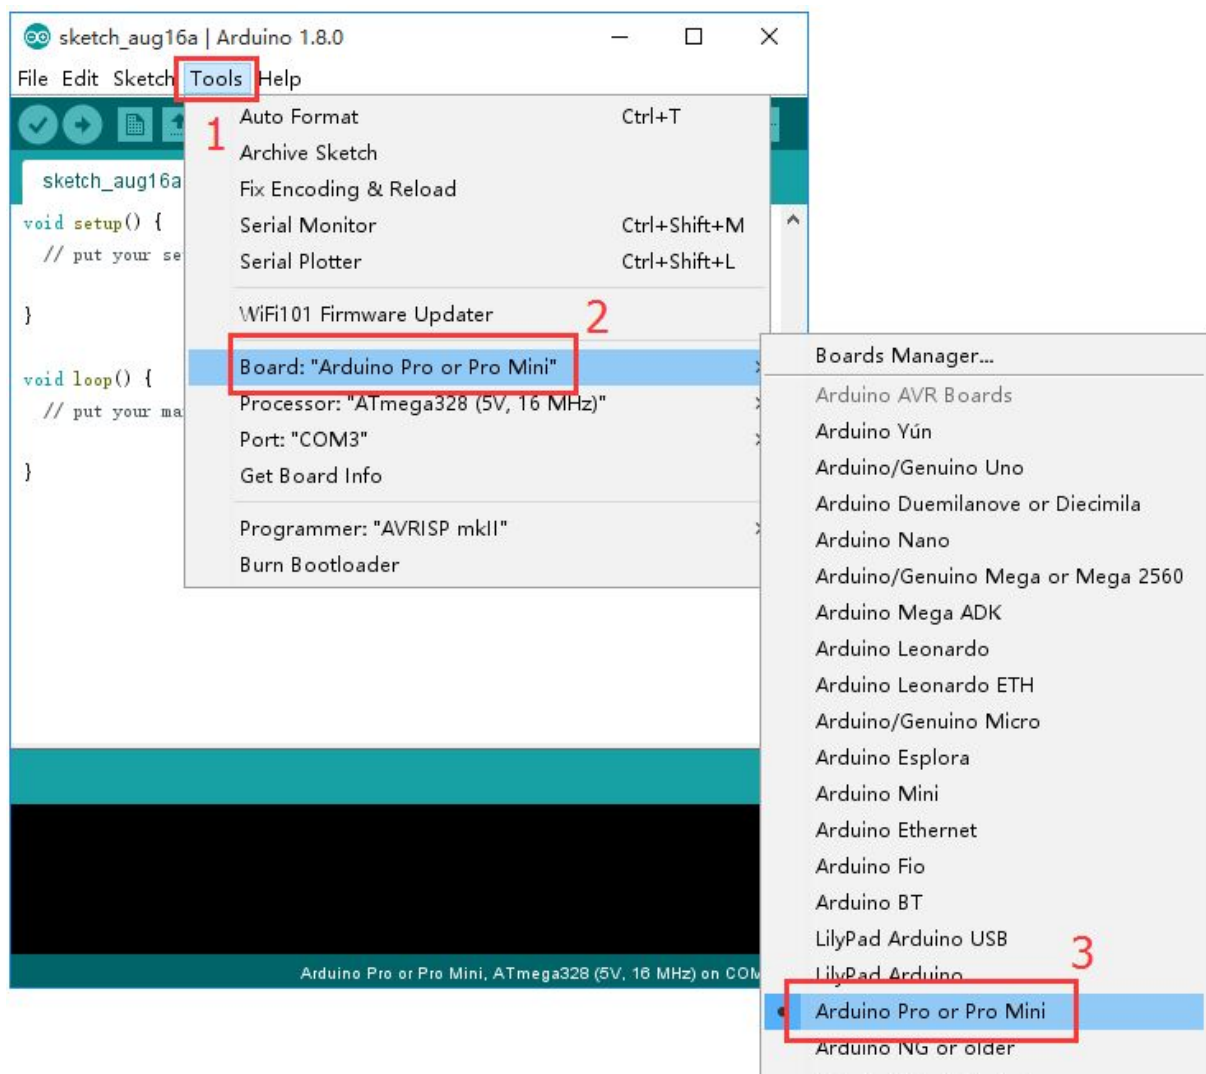 sketch_aug16a | Arduino 1.8.0
File Edit Sketch Tools Help
1
sketch_aug16a
void setup() {
// put your se
}
void loop() {
// put your ma
}
Auto Format Ctrl+T
Archive Sketch
Fix Encoding & Reload
Serial Monitor Ctrl+Shift+M
Serial Plotter Ctrl+Shift+L
WiFi101 Firmware Updater
2
Board: "Arduino Pro or Pro Mini"
Processor: "ATmega328 (5V, 16 MHz)"
Port: "COM3"
Get Board Info
Programmer: "AVRISP mkII"
Burn Bootloader
Boards Manager...
Arduino AVR Boards
Arduino Yún
Arduino/Genuino Uno
Arduino Duemilanove or Diecimila
Arduino Nano
Arduino/Genuino Mega or Mega 2560
Arduino Mega ADK
Arduino Leonardo
Arduino Leonardo ETH
Arduino/Genuino Micro
Arduino Esplora
Arduino Mini
Arduino Ethernet
Arduino Fio
Arduino BT
LilyPad Arduino USB
3
LilyPad Arduino
Arduino Pro or Pro Mini
Arduino NG or older
Arduino Pro or Pro Mini, ATmega328 (5V, 16 MHz) on COM